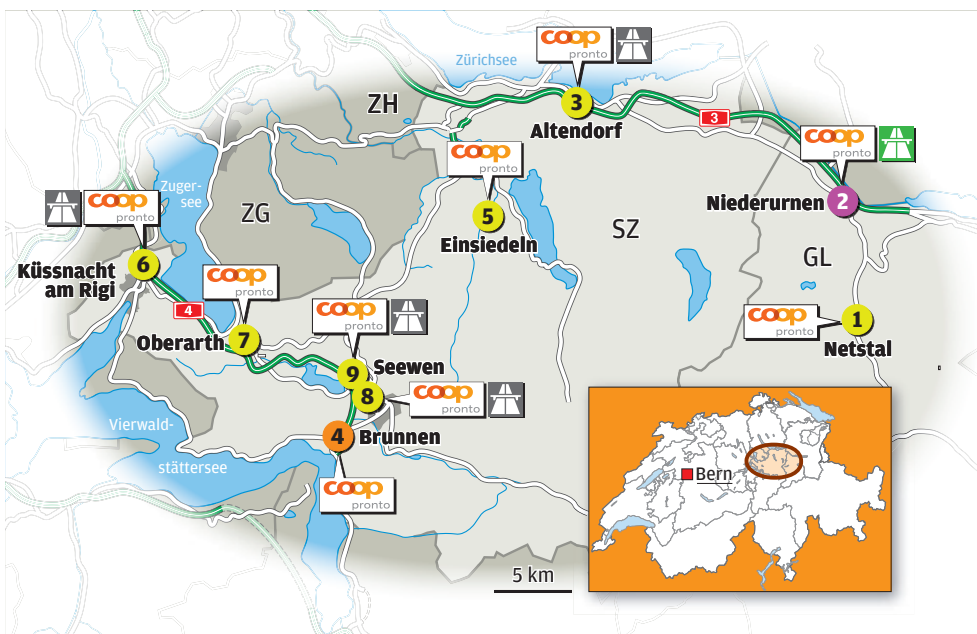 coop
pronto
Zürichsee
ZH
3
Altendorf
3
coop
pronto
coop
pronto
Zuger-
see
ZG
coop
pronto
5
Einsiedeln
SZ
Niederurnen
2
GL
6
Küssnacht
am Rigi
4
coop
pronto
7
Oberarth
coop
pronto
coop
pronto
1
Netstal
9
Seewen
8
coop
pronto
Vierwald-
stättersee
4
Brunnen
coop
pronto
Bern
5 km